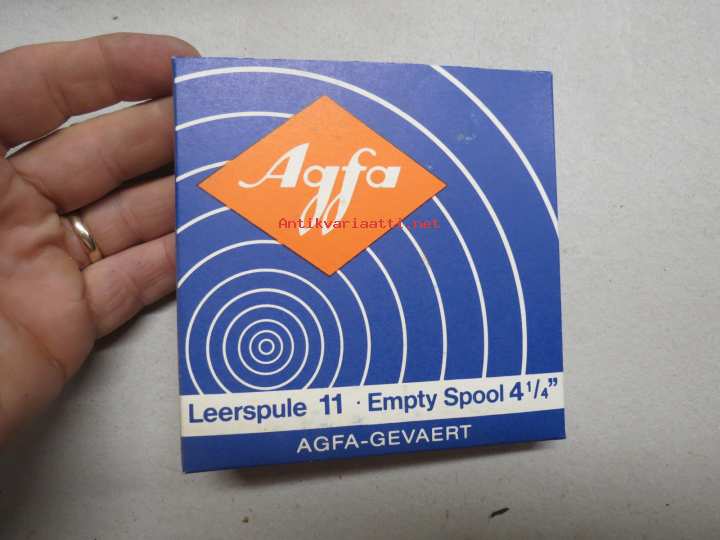 Agfa
Antikvariaatti.net
Leerspule 11 · Empty Spool 4 1/4”
AGFA-GEVAERT